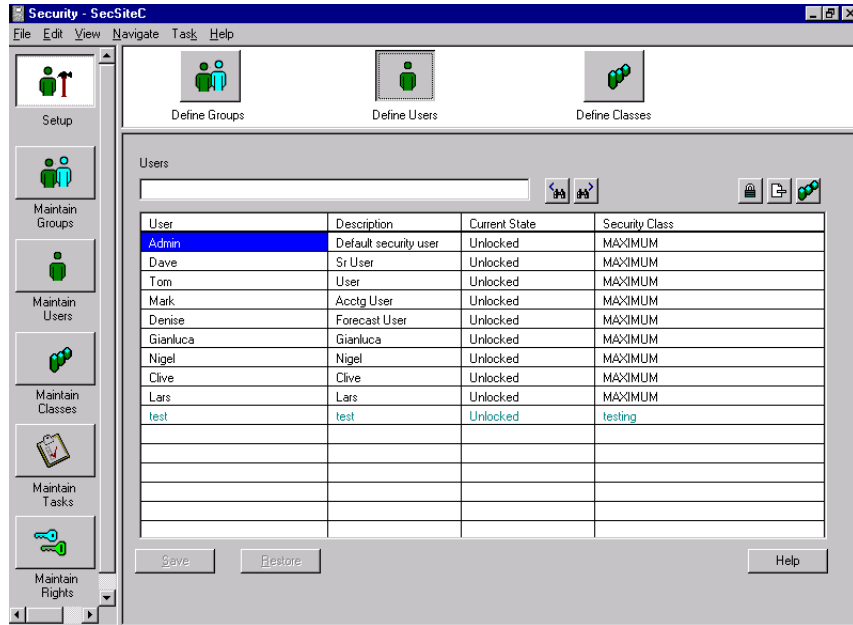 Security - SecSiteC
File Edit View Navigate Task Help
Setup
Maintain
Groups
Maintain
Users
Maintain
Classes
Maintain
Tasks
Maintain
Rights
Define Groups Define Users Define Classes
Users
User Description Current State Security Class
Admin Default security user Unlocked MAXIMUM
Dave Sr User Unlocked MAXIMUM
Tom User Unlocked MAXIMUM
Mark Acctg User Unlocked MAXIMUM
Denise Forecast User Unlocked MAXIMUM
Gianluca Gianluca Unlocked MAXIMUM
Nigel Nigel Unlocked MAXIMUM
Clive Clive Unlocked MAXIMUM
Lars Lars Unlocked MAXIMUM
test test Unlocked testing
Save Restore Help